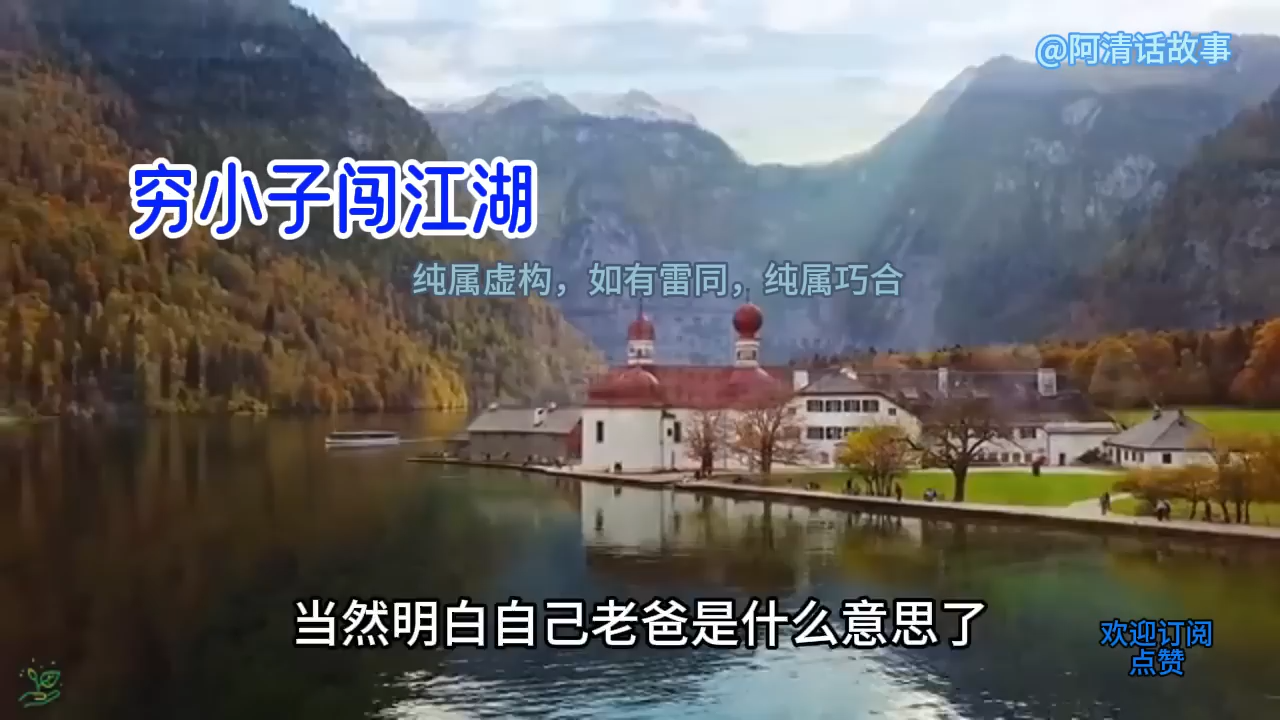 @阿清话故事
穷小子闯江湖
纯属虚构，如有雷同，纯属巧合
当然明白自己老爸是什么意思了
欢迎订阅
点赞